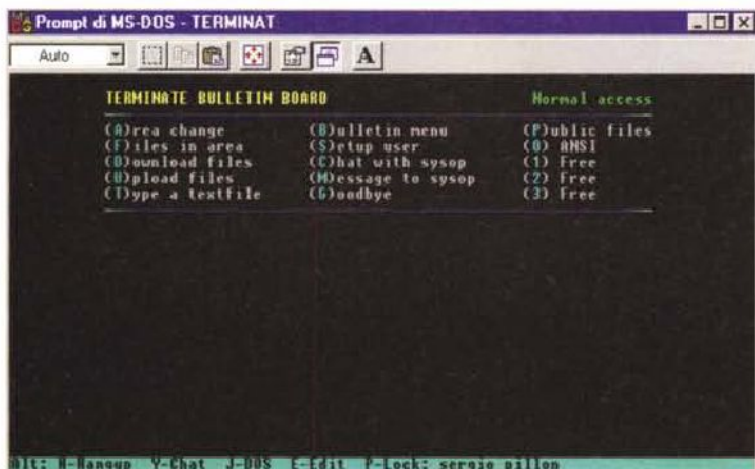 Prompt di MS-DOS - TERMINAT
Auto
A
TERMINATE BULLETIN BOARD Normal access
(A)rea change (B)ulletin menu (P)ublic files
(F)iles in area (S)etup user (0) ANSI
(D)ownload files (C)hat with sysop (1) Free
(U)pload files (M)essage to sysop (2) Free
(T)ype a textfile (G)oodbye (3) Free
Alt: H-Hangup Y-Chat J-DOS E-Edit P-Lock: sergio pillon